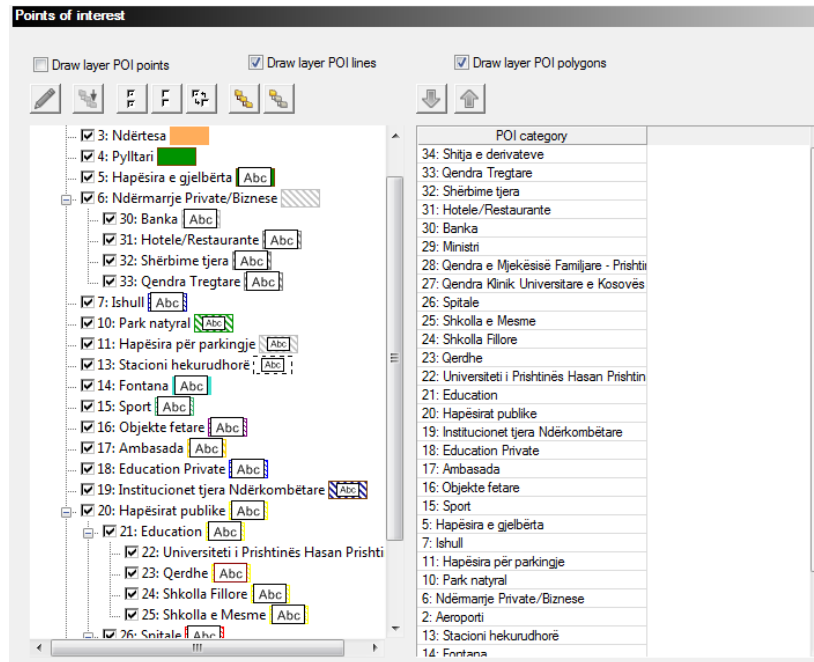 Points of interest
Draw layer POI points
Draw layer POI lines
Draw layer POI polygons
3: Ndërtesa
4: Pylltari
5: Hapësira e gjelbërta Abc
6: Ndërmarrje Private/Biznese
30: Banka Abc
31: Hotele/Restaurante Abc
32: Shërbime tjera Abc
33: Qendra Tregtare Abc
7: Ishull Abc
10: Park natyral Abc
11: Hapësira për parkingje Abc
13: Stacioni hekurudhorë Abc
14: Fontana Abc
15: Sport Abc
16: Objekte fetare Abc
17: Ambasada Abc
18: Education Private Abc
19: Institucionet tjera Ndërkombëtare Abc
20: Hapësirat publike Abc
21: Education Abc
22: Universiteti i Prishtinës Hasan Prishti
23: Qerdhe Abc
24: Shkolla Fillore Abc
25: Shkolla e Mesme Abc
26: Spitale Abc
POI category
34: Shitja e derivateve
33: Qendra Tregtare
32: Shërbime tjera
31: Hotele/Restaurante
30: Banka
29: Ministri
28: Qendra e Mjekësisë Familjare - Prishti
27: Qendra Klinik Universitare e Kosovës
26: Spitale
25: Shkolla e Mesme
24: Shkolla Fillore
23: Qerdhe
22: Universiteti i Prishtinës Hasan Prishtin
21: Education
20: Hapësirat publike
19: Institucionet tjera Ndërkombëtare
18: Education Private
17: Ambasada
16: Objekte fetare
15: Sport
5: Hapësira e gjelbërta
7: Ishull
11: Hapësira për parkingje
10: Park natyral
6: Ndërmarrje Private/Biznese
2: Aeroporti
13: Stacioni hekurudhorë
14: Fontana